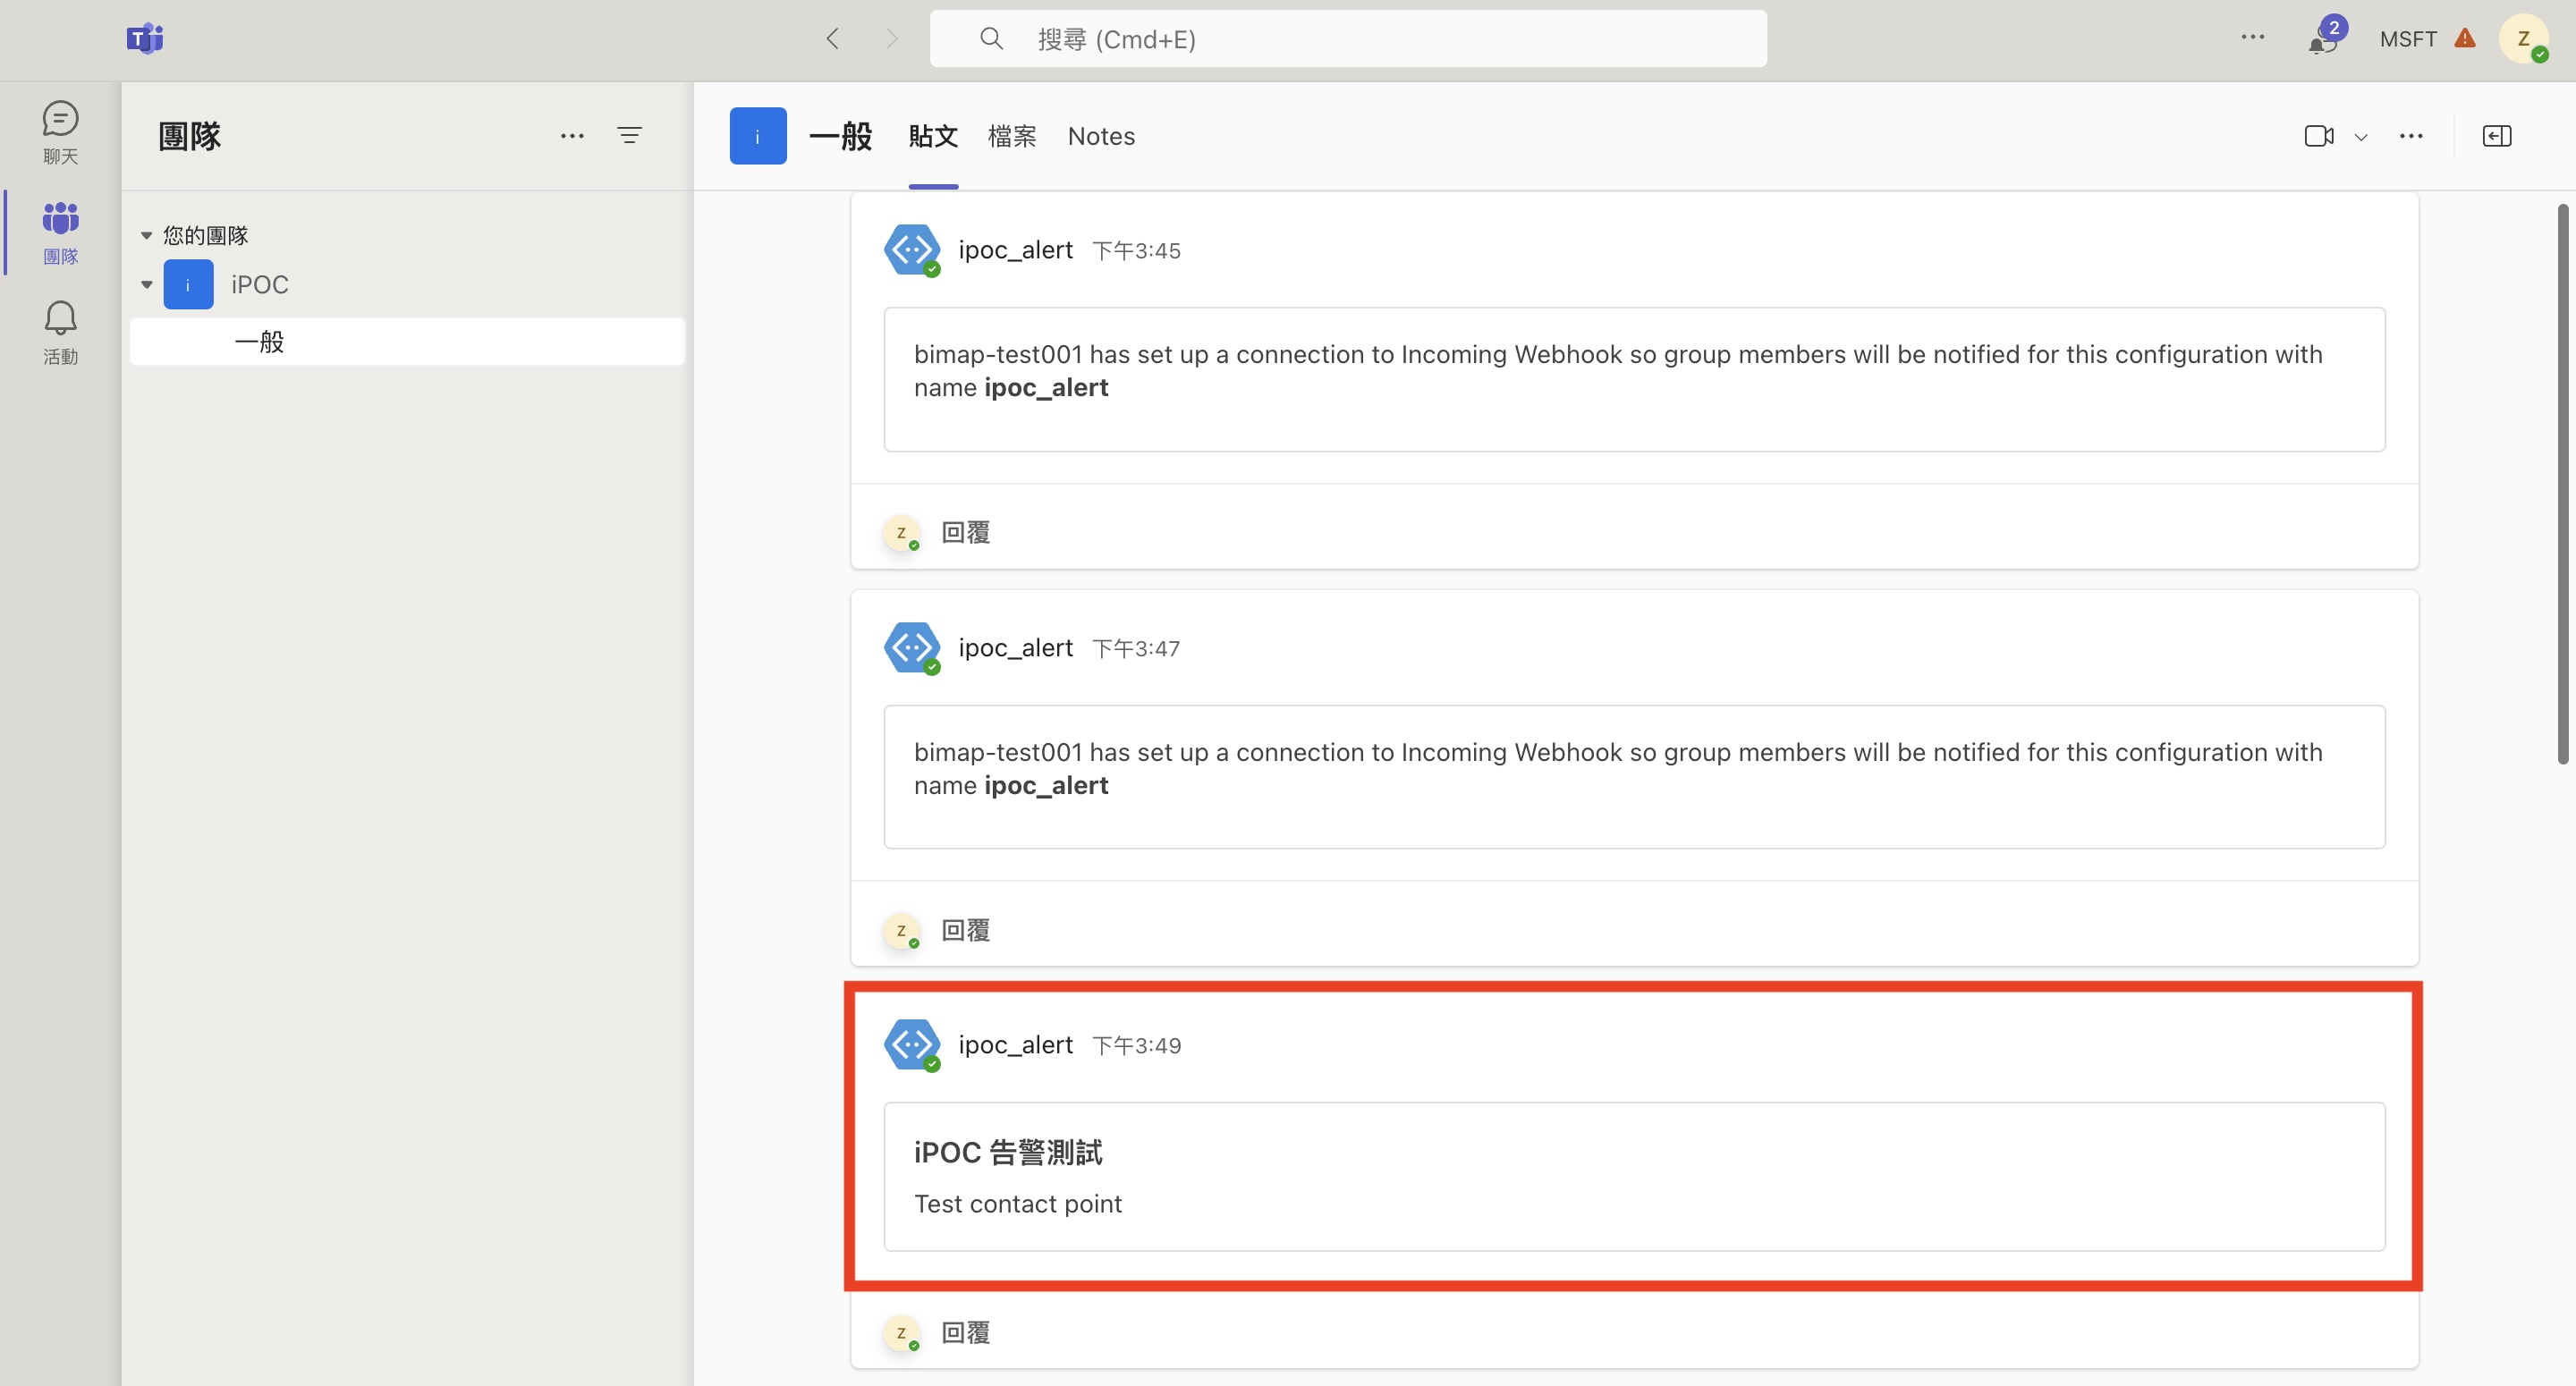 搜尋 (Cmd+E)
2
MSFT
Z
聊天
團隊
活動
團隊
您的團隊
i
iPOC
一般
i
一般
貼文
檔案
Notes
ipoc_alert 下午3:45
bimap-test001 has set up a connection to Incoming Webhook so group members will be notified for this configuration with
name ipoc_alert
Z
回覆
ipoc_alert 下午3:47
bimap-test001 has set up a connection to Incoming Webhook so group members will be notified for this configuration with
name ipoc_alert
Z
回覆
ipoc_alert 下午3:49
iPOC 告警測試
Test contact point
Z
回覆